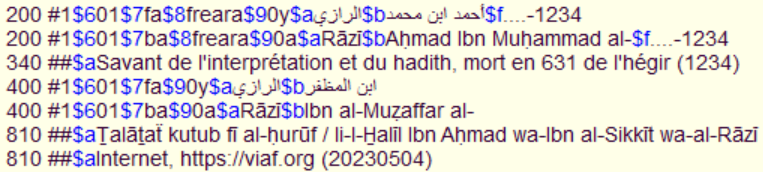 200 #1$601$7fa$8freara$90y$aالرازي$bأحمد ابن محمد$f....-1234
200 #1$601$7ba$8freara$90a$aRāzī$bAḥmad Ibn Muḥammad al-$f....-1234
340 ##$aSavant de l'interprétation et du hadith, mort en 631 de l'hégir (1234)
400 #1$601$7fa$90y$aالرازي$bابن المظفر
400 #1$601$7ba$90a$aRāzī$bIbn al-Muẓaffar al-
810 ##$aṮalāṯaẗ kutub fī al-ḥurūf / li-l-H̱alīl Ibn Aḥmad wa-Ibn al-Sikkīt wa-al-Rāzī
810 ##$aInternet, https://viaf.org (20230504)